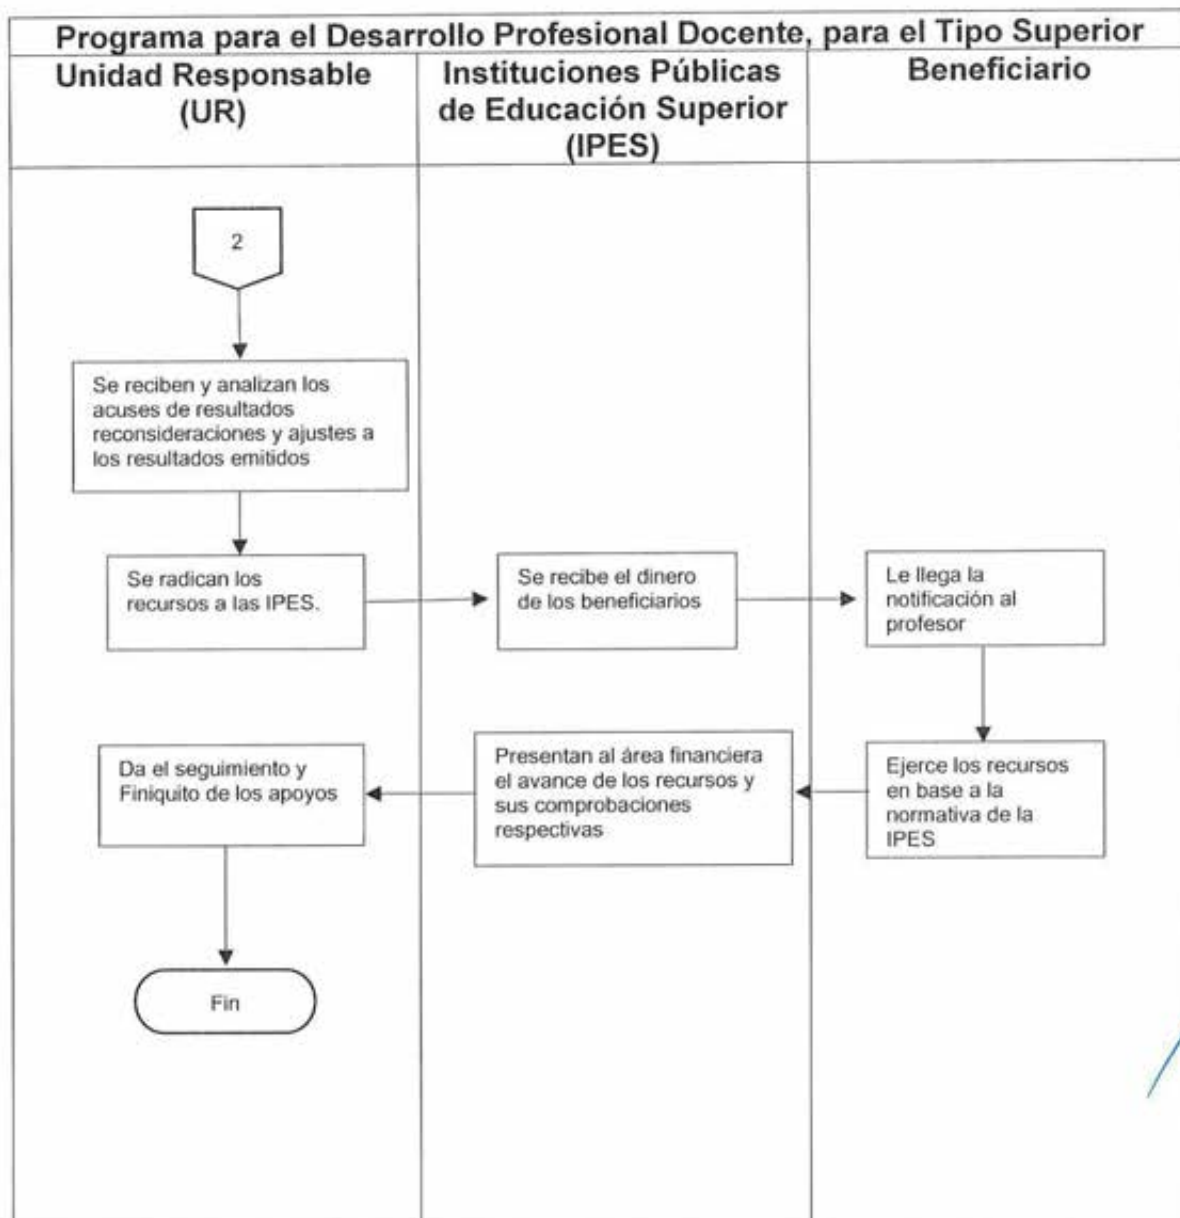 Programa para el Desarrollo Profesional Docente, para el Tipo Superior
Unidad Responsable
(UR)
Instituciones Públicas
de Educación Superior
(IPES)
Beneficiario
2
Se reciben y analizan los
acuses de resultados
reconsideraciones y ajustes a
los resultados emitidos
Se radican los
recursos a las IPES.
Se recibe el dinero
de los beneficiarios
Le llega la
notificación al
profesor
Ejerce los recursos
en base a la
normativa de la
IPES
Presentan al área financiera
el avance de los recursos y
sus comprobaciones
respectivas
Da el seguimiento y
Finiquito de los apoyos
Fin